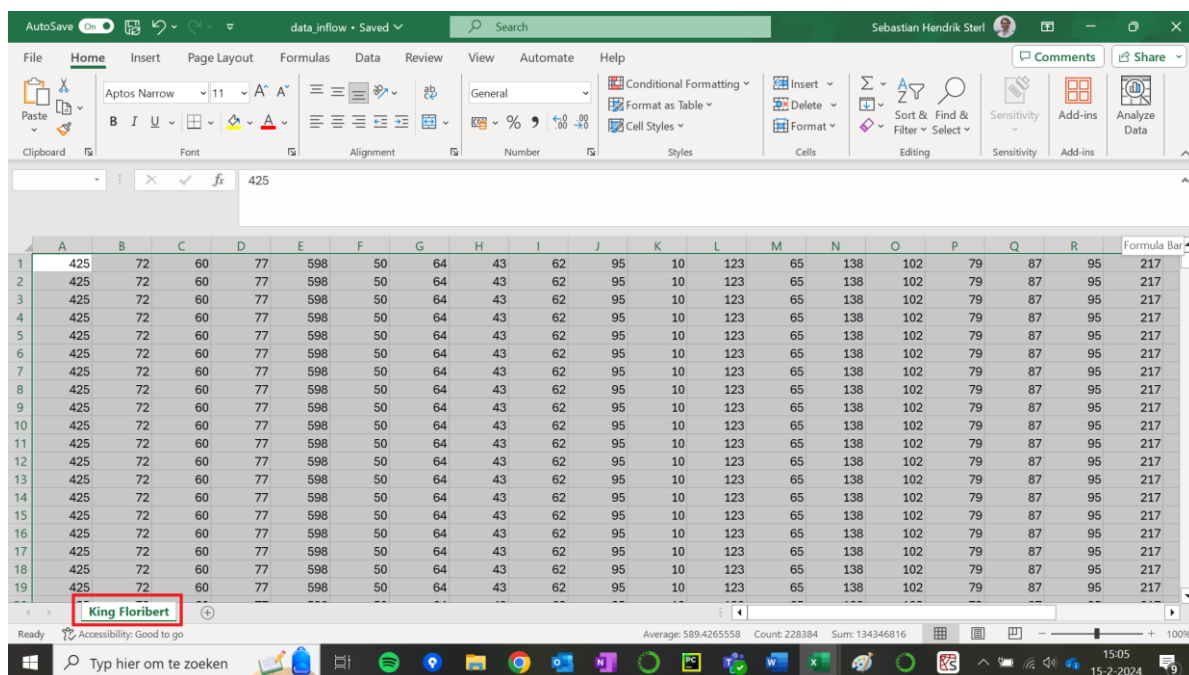 AutoSave On data_inflow • Saved Search Sebastian Hendrik Sterl
File Home Insert Page Layout Formulas Data Review View Automate Help Comments Share
Paste
Aptos Narrow 11 A A
B I U A
ab
General
% 9 .00 .00
Conditional Formatting
Format as Table
Cell Styles
Insert
Delete
Format
Sort & Filter
Find & Select
Sensitivity
Add-ins
Analyze Data
Clipboard Font Alignment Number Styles Cells Editing Sensitivity Add-ins
fx 425
A B C D E F G H I J K L M N O P Q R Formula Bar
1 425 72 60 77 598 50 64 43 62 95 10 123 65 138 102 79 87 95 217
2 425 72 60 77 598 50 64 43 62 95 10 123 65 138 102 79 87 95 217
3 425 72 60 77 598 50 64 43 62 95 10 123 65 138 102 79 87 95 217
4 425 72 60 77 598 50 64 43 62 95 10 123 65 138 102 79 87 95 217
5 425 72 60 77 598 50 64 43 62 95 10 123 65 138 102 79 87 95 217
6 425 72 60 77 598 50 64 43 62 95 10 123 65 138 102 79 87 95 217
7 425 72 60 77 598 50 64 43 62 95 10 123 65 138 102 79 87 95 217
8 425 72 60 77 598 50 64 43 62 95 10 123 65 138 102 79 87 95 217
9 425 72 60 77 598 50 64 43 62 95 10 123 65 138 102 79 87 95 217
10 425 72 60 77 598 50 64 43 62 95 10 123 65 138 102 79 87 95 217
11 425 72 60 77 598 50 64 43 62 95 10 123 65 138 102 79 87 95 217
12 425 72 60 77 598 50 64 43 62 95 10 123 65 138 102 79 87 95 217
13 425 72 60 77 598 50 64 43 62 95 10 123 65 138 102 79 87 95 217
14 425 72 60 77 598 50 64 43 62 95 10 123 65 138 102 79 87 95 217
15 425 72 60 77 598 50 64 43 62 95 10 123 65 138 102 79 87 95 217
16 425 72 60 77 598 50 64 43 62 95 10 123 65 138 102 79 87 95 217
17 425 72 60 77 598 50 64 43 62 95 10 123 65 138 102 79 87 95 217
18 425 72 60 77 598 50 64 43 62 95 10 123 65 138 102 79 87 95 217
19 425 72 60 77 598 50 64 43 62 95 10 123 65 138 102 79 87 95 217
King Floribert
Ready Accessibility: Good to go Average: 589.4265558 Count: 228384 Sum: 134346816 100%
Typ hier om te zoeken 15:05
15-2-2024